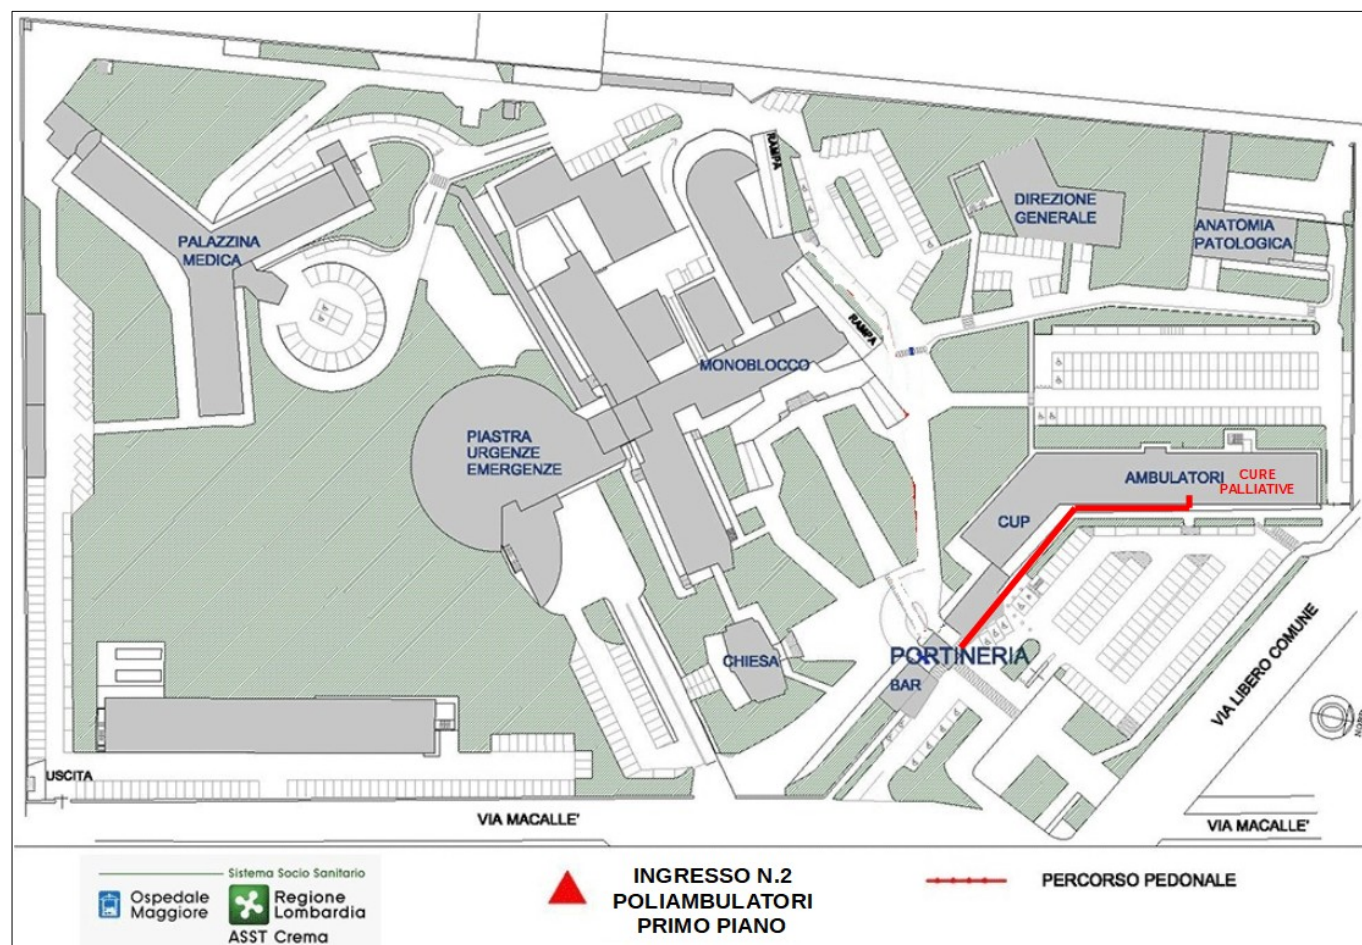 RAMPA
DIREZIONE
GENERALE
ANATOMIA
PATOLOGICA
PALAZZINA
MEDICA
RAMPA
MONOBLOCCO
PIASTRA
URGENZE
EMERGENZE
AMBULATORI
CURE
PALLIATIVE
CUP
PORTINERIA
CHIESA
BAR
VIA LIBERO COMUNE
USCITA
VIA MACALLE'
VIA MACALLE'
Sistema Socio Sanitario
Ospedale
Maggiore
Regione
Lombardia
ASST Crema
INGRESSO N.2
POLIAMBULATORI
PRIMO PIANO
PERCORSO PEDONALE